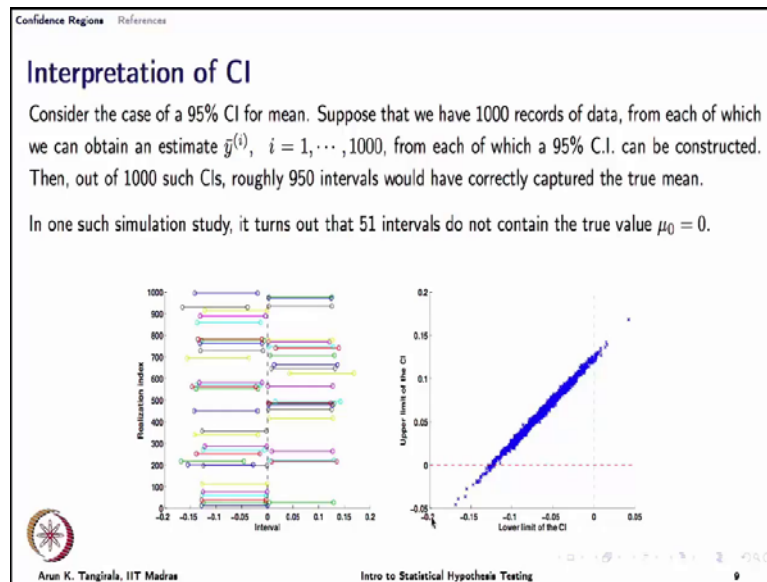 Confidence Regions References
Interpretation of CI
Consider the case of a 95% CI for mean. Suppose that we have 1000 records of data, from each of which
we can obtain an estimate ȳ⁽ⁱ⁾, i = 1, ⋯ , 1000, from each of which a 95% C.I. can be constructed.
Then, out of 1000 such CIs, roughly 950 intervals would have correctly captured the true mean.
In one such simulation study, it turns out that 51 intervals do not contain the true value μ₀ = 0.
1000
900
800
700
600
500
400
300
200
100
0
Realization index
-0.2 -0.15 -0.1 -0.05 0 0.05 0.1 0.15 0.2
Interval
0.2
0.15
0.1
0.05
0
-0.05
Upper limit of the CI
-0.2 -0.15 -0.1 -0.05 0 0.05
Lower limit of the CI
Arun K. Tangirala, IIT Madras Intro to Statistical Hypothesis Testing 9